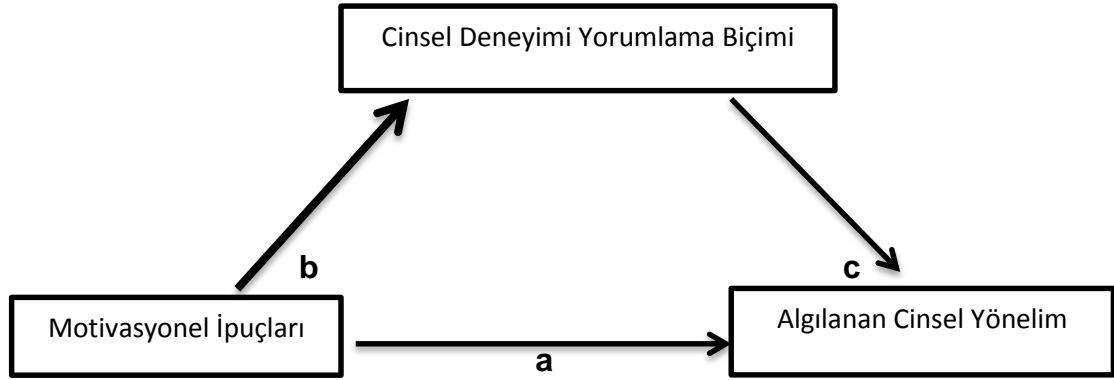 Cinsel Deneyimi Yorumlama Biçimi
b
c
Motivasyonel İpuçları
Algılanan Cinsel Yönelim
a